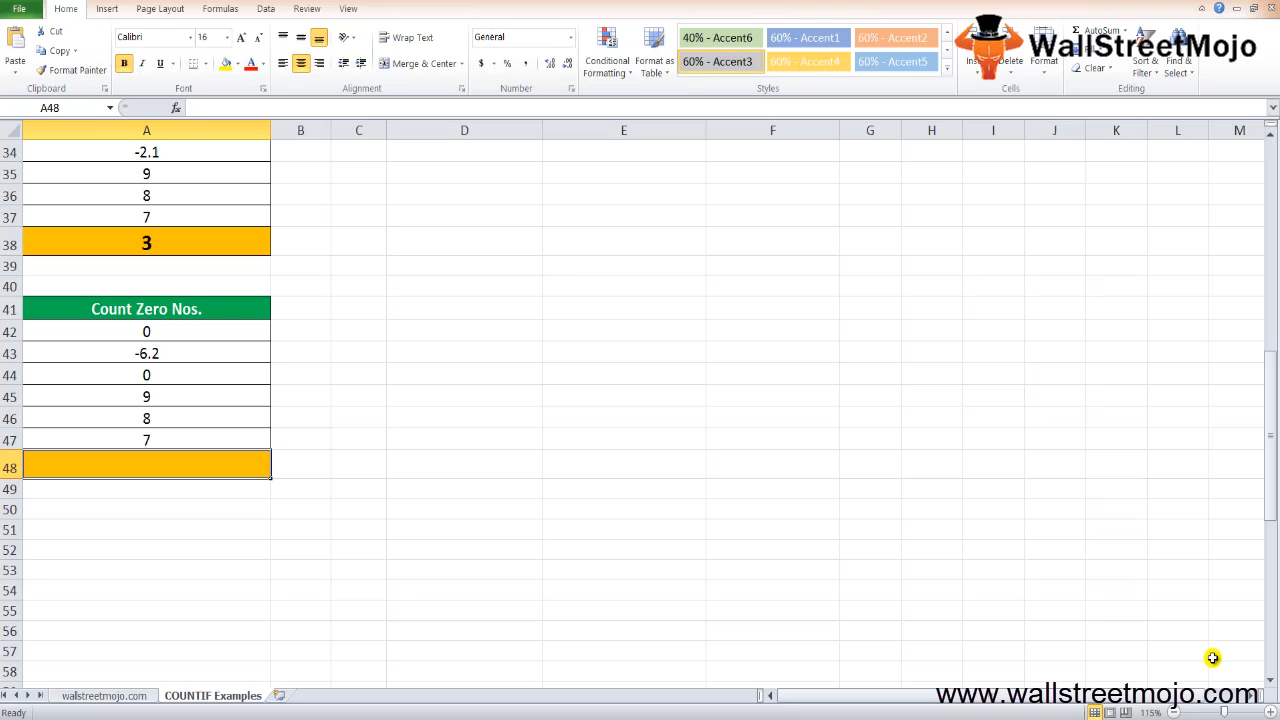 File Home Insert Page Layout Formulas Data Review View
Cut
Copy
Format
Paste
Clipboard
Calibri 16
B I U
Font
Wrap Text
Merge & Center
Alignment
General
$ % ,
Number
Conditional Formatting
Format as Table
40% - Accent6 60% - Accent1 60% - Accent2
60% - Accent3 60% - Accent4 60% - Accent5
Styles
Delete
Format
Cells
AutoSum
Clear
Sort & Filter
Find & Select
Editing
WallStreetMojo
A48 fx
A B C D E F G H I J K L M
34 -2.1
35 9
36 8
37 7
38 3
39
40
41 Count Zero Nos.
42 0
43 -6.2
44 0
45 9
46 8
47 7
48
49
50
51
52
53
54
55
56
57
58
walstreetmojo.com COUNTIF Examples
www.wallstreetmojo.com
Ready 115%